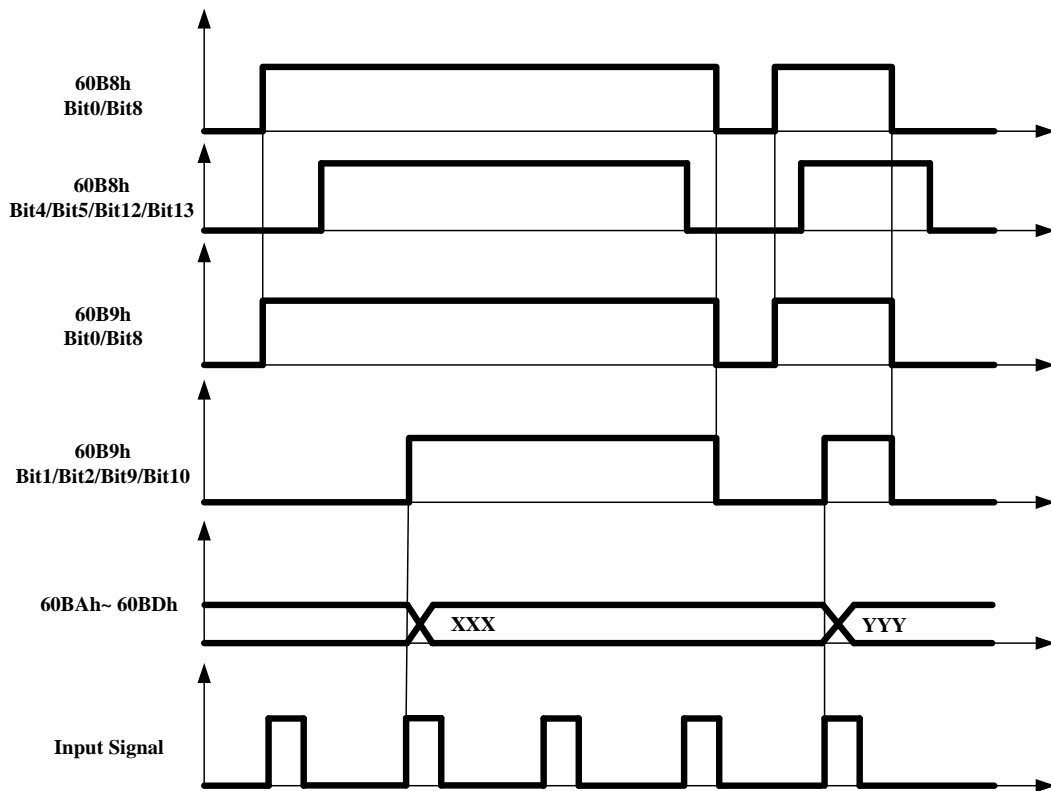 60B8h
Bit0/Bit8
60B8h
Bit4/Bit5/Bit12/Bit13
60B9h
Bit0/Bit8
60B9h
Bit1/Bit2/Bit9/Bit10
60BAh~ 60BDh
XXX
YYY
Input Signal